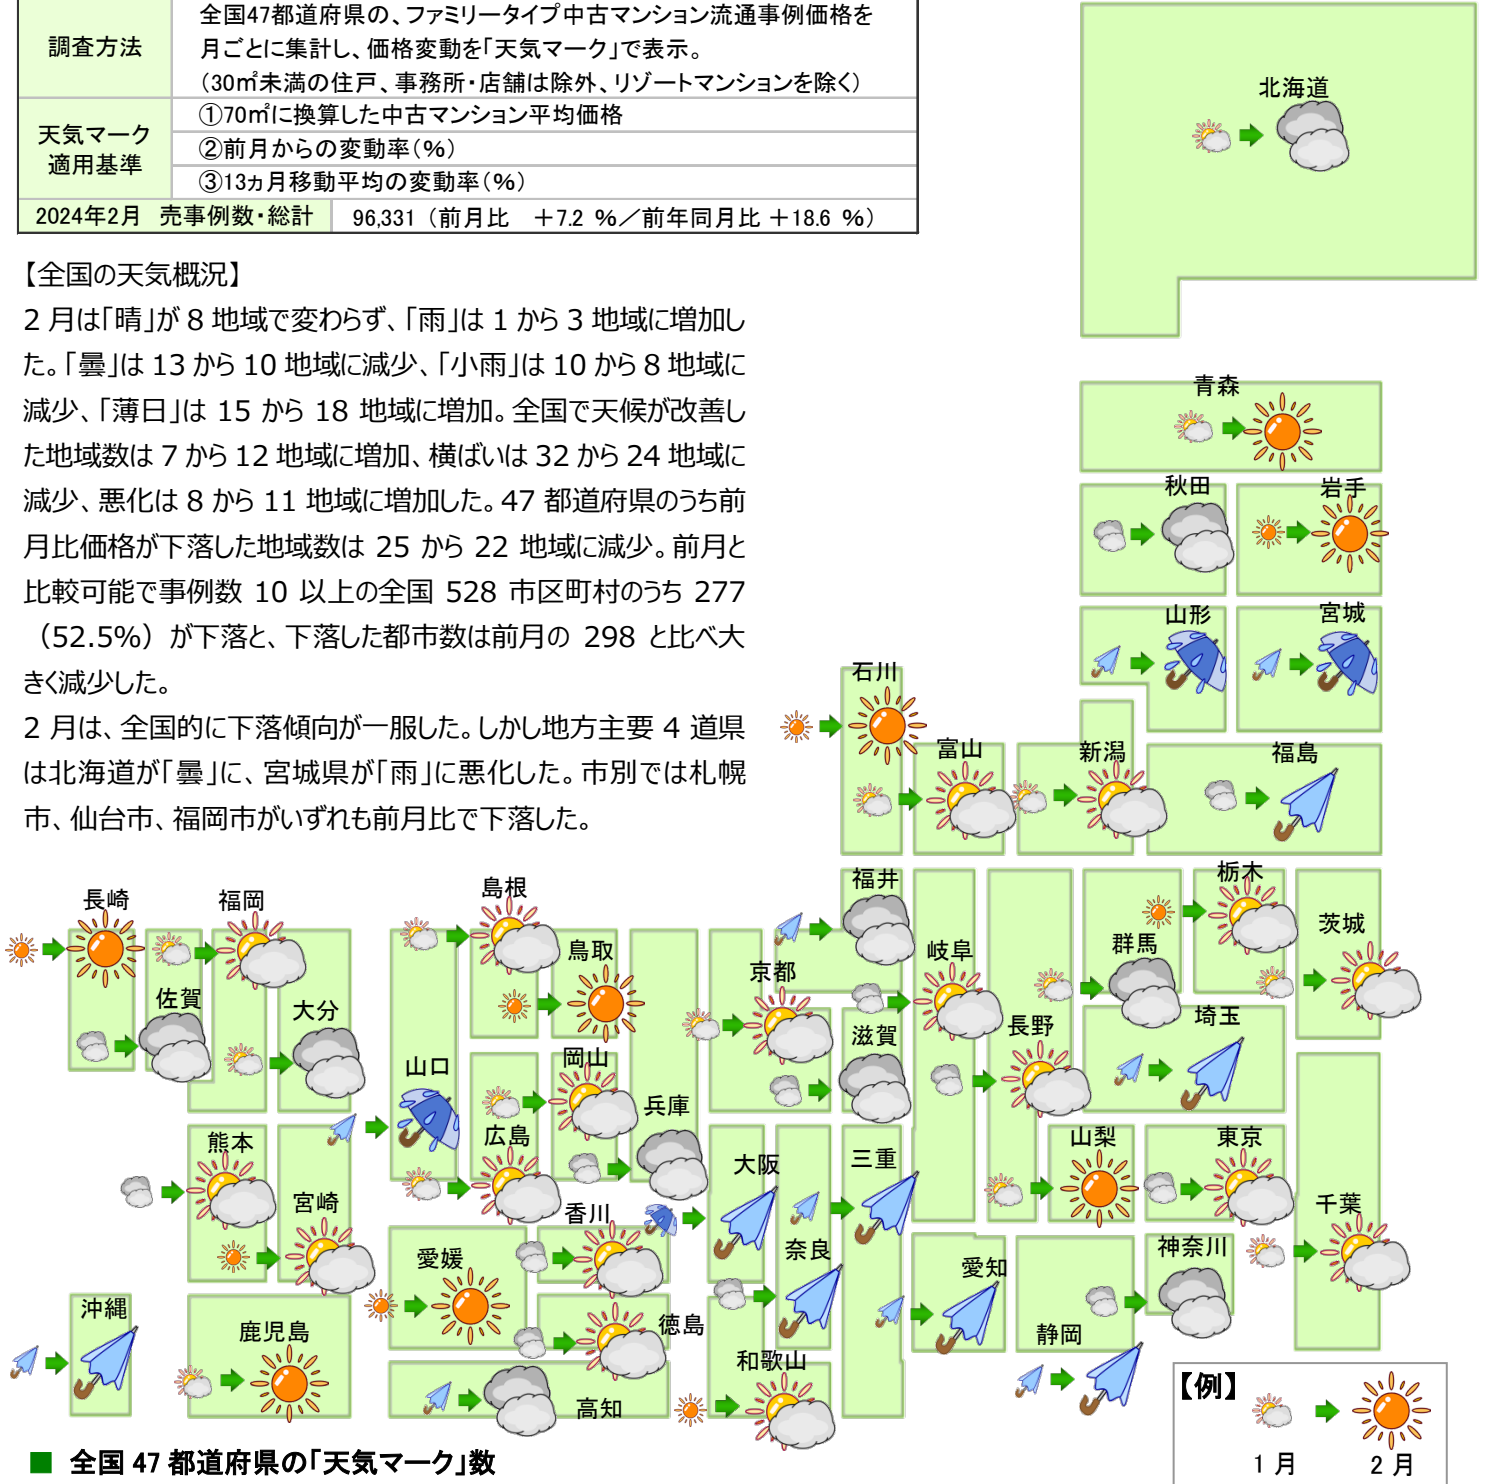 調査方法
全国47都道府県の、ファミリータイプ中古マンション流通事例価格を
月ごとに集計し、価格変動を「天気マーク」で表示。
（30㎡未満の住戸、事務所・店舗は除外、リゾートマンションを除く）
天気マーク
適用基準
①70㎡に換算した中古マンション平均価格
②前月からの変動率（%）
③13ヵ月移動平均の変動率（%）
2024年2月　売事例数・総計
96,331（前月比　＋7.2 %／前年同月比 ＋18.6 %）
【全国の天気概況】
2 月は「晴」が 8 地域で変わらず、「雨」は 1 から 3 地域に増加し
た。「曇」は 13 から 10 地域に減少、「小雨」は 10 から 8 地域に
減少、「薄日」は 15 から 18 地域に増加。全国で天候が改善し
た地域数は 7 から 12 地域に増加、横ばいは 32 から 24 地域に
減少、悪化は 8 から 11 地域に増加した。47 都道府県のうち前
月比価格が下落した地域数は 25 から 22 地域に減少。前月と
比較可能で事例数 10 以上の全国 528 市区町村のうち 277
（52.5%）が下落と、下落した都市数は前月の 298 と比べ大
きく減少した。
2 月は、全国的に下落傾向が一服した。しかし地方主要 4 道県
は北海道が「曇」に、宮城県が「雨」に悪化した。市別では札幌
市、仙台市、福岡市がいずれも前月比で下落した。
北海道
青森
秋田
岩手
山形
宮城
石川
富山
新潟
福島
長崎
福岡
島根
福井
栃木
茨城
鳥取
京都
岐阜
群馬
佐賀
大分
滋賀
長野
埼玉
山口
岡山
兵庫
熊本
広島
大阪
三重
山梨
東京
宮崎
香川
千葉
愛媛
奈良
愛知
神奈川
沖縄
鹿児島
徳島
静岡
和歌山
高知
【例】
1 月
2 月
■ 全国 47 都道府県の「天気マーク」数